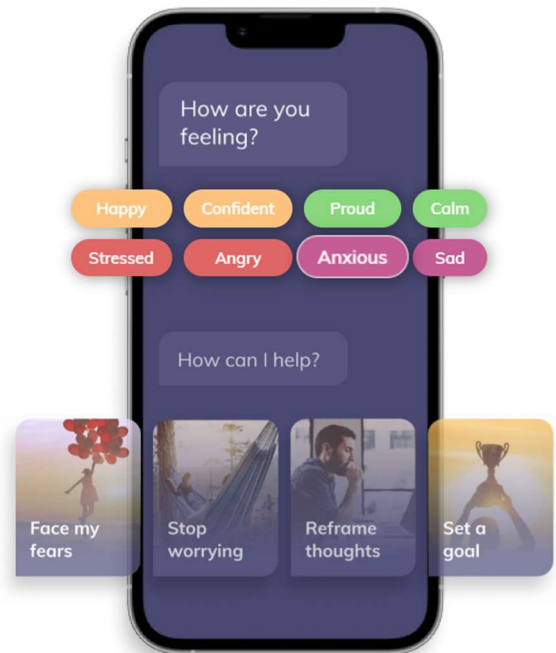 How are you
feeling?
Happy
Confident
Proud
Calm
Stressed
Angry
Anxious
Sad
How can I help?
Face my
fears
Stop
worrying
Reframe
thoughts
Set a
goal